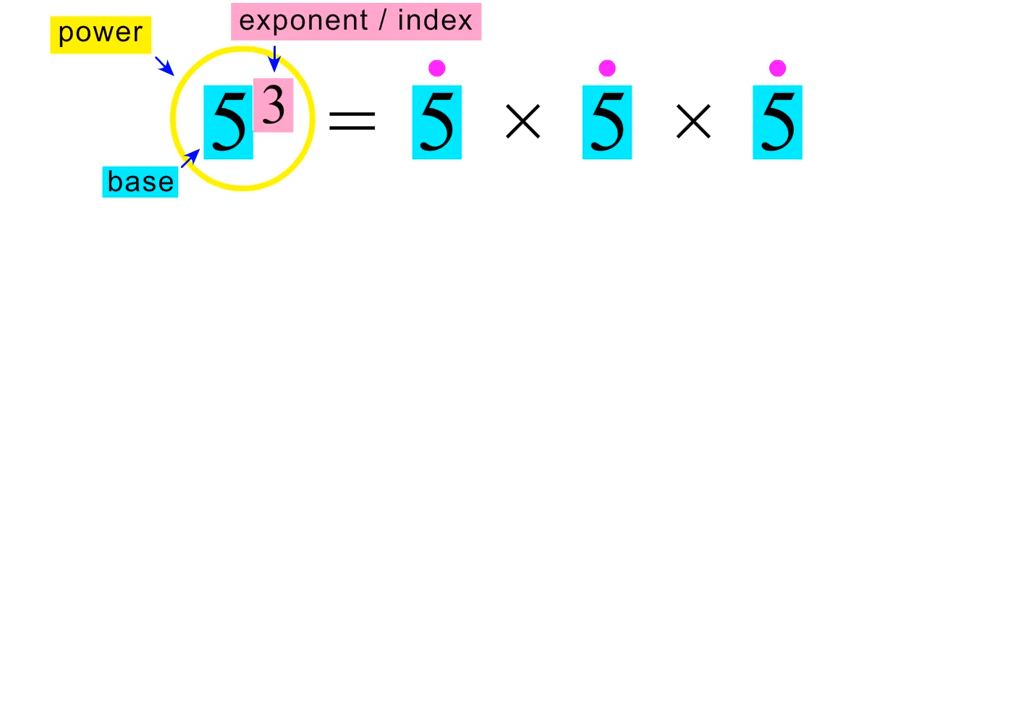 exponent / index
power
5³ = 5 × 5 × 5
base